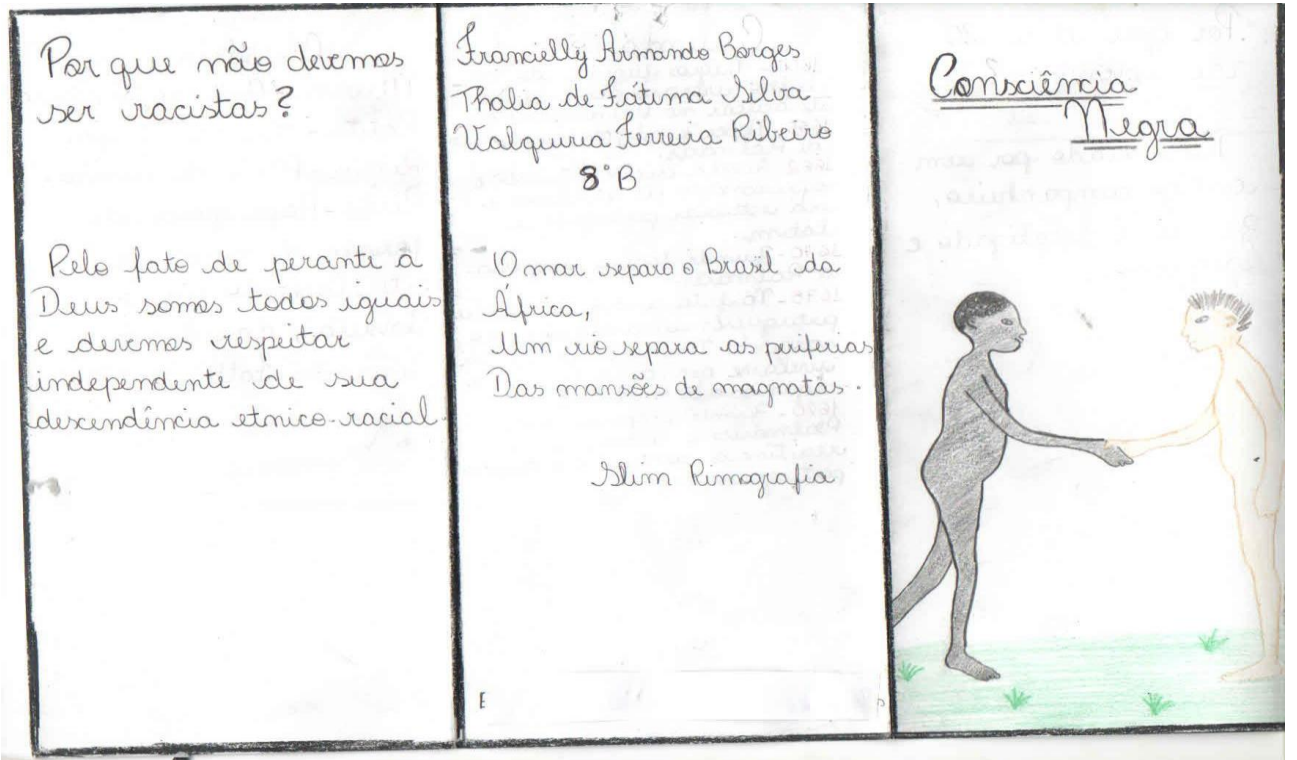 Por que não devemos
ser racistas?
Pelo fato de perante à
Deus somos todos iguais
e devemos respeitar
independente de sua
descendência etnico-racial.
Francielly Armando Borges
Thalia de Fátima Silva
Valquiria Ferreira Ribeiro
8°B
O mar separa o Brasil da
África,
Um rio separa as priferias
Das mansões de magnatas.
Slim Rimografia
E
Consciência
Negra